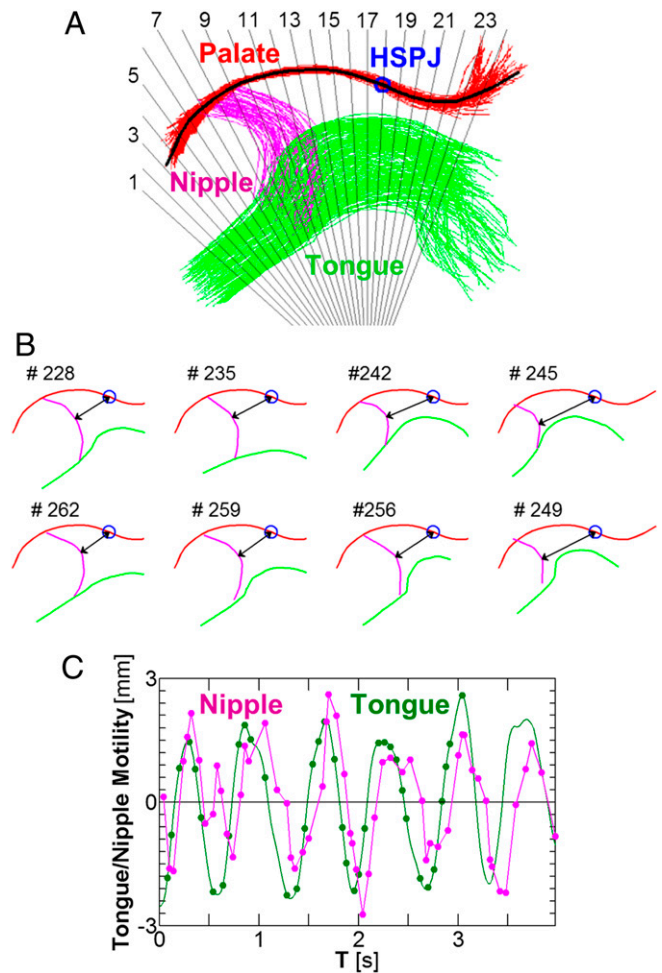 A
7 9 11 13 15 17 19 21 23
Palate HSPJ
5
3
1
Nipple
Tongue
B
# 228 # 235 #242 # 245
# 262 # 259 #256 # 249
C
3
Nipple Tongue
0
-3
0 1 2 3
T [s]
Tongue/Nipple Motility [mm]